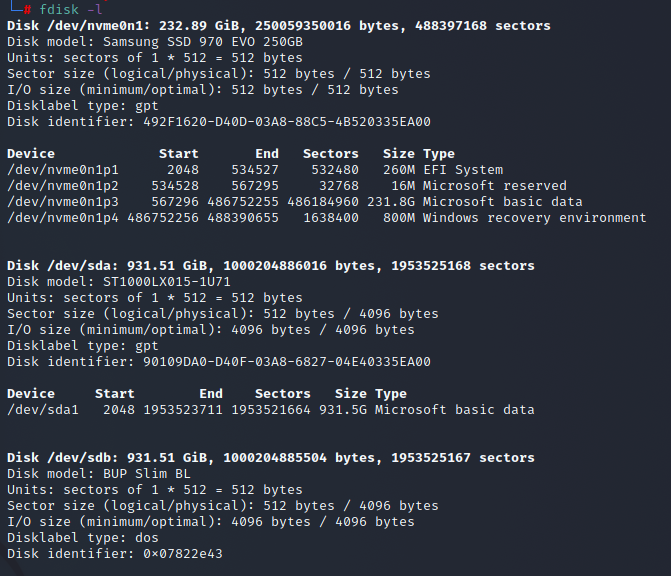 └─# fdisk -l
Disk /dev/nvme0n1: 232.89 GiB, 250059350016 bytes, 488397168 sectors
Disk model: Samsung SSD 970 EVO 250GB
Units: sectors of 1 * 512 = 512 bytes
Sector size (logical/physical): 512 bytes / 512 bytes
I/O size (minimum/optimal): 512 bytes / 512 bytes
Disklabel type: gpt
Disk identifier: 492F1620-D40D-03A8-88C5-4B520335EA00
Device Start End Sectors Size Type
/dev/nvme0n1p1 2048 534527 532480 260M EFI System
/dev/nvme0n1p2 534528 567295 32768 16M Microsoft reserved
/dev/nvme0n1p3 567296 486752255 486184960 231.8G Microsoft basic data
/dev/nvme0n1p4 486752256 488390655 1638400 800M Windows recovery environment
Disk /dev/sda: 931.51 GiB, 1000204886016 bytes, 1953525168 sectors
Disk model: ST1000LX015-1U71
Units: sectors of 1 * 512 = 512 bytes
Sector size (logical/physical): 512 bytes / 4096 bytes
I/O size (minimum/optimal): 4096 bytes / 4096 bytes
Disklabel type: gpt
Disk identifier: 90109DA0-D40F-03A8-6827-04E40335EA00
Device Start End Sectors Size Type
/dev/sda1 2048 1953523711 1953521664 931.5G Microsoft basic data
Disk /dev/sdb: 931.51 GiB, 1000204885504 bytes, 1953525167 sectors
Disk model: BUP Slim BL
Units: sectors of 1 * 512 = 512 bytes
Sector size (logical/physical): 512 bytes / 4096 bytes
I/O size (minimum/optimal): 4096 bytes / 4096 bytes
Disklabel type: dos
Disk identifier: 0x07822e43